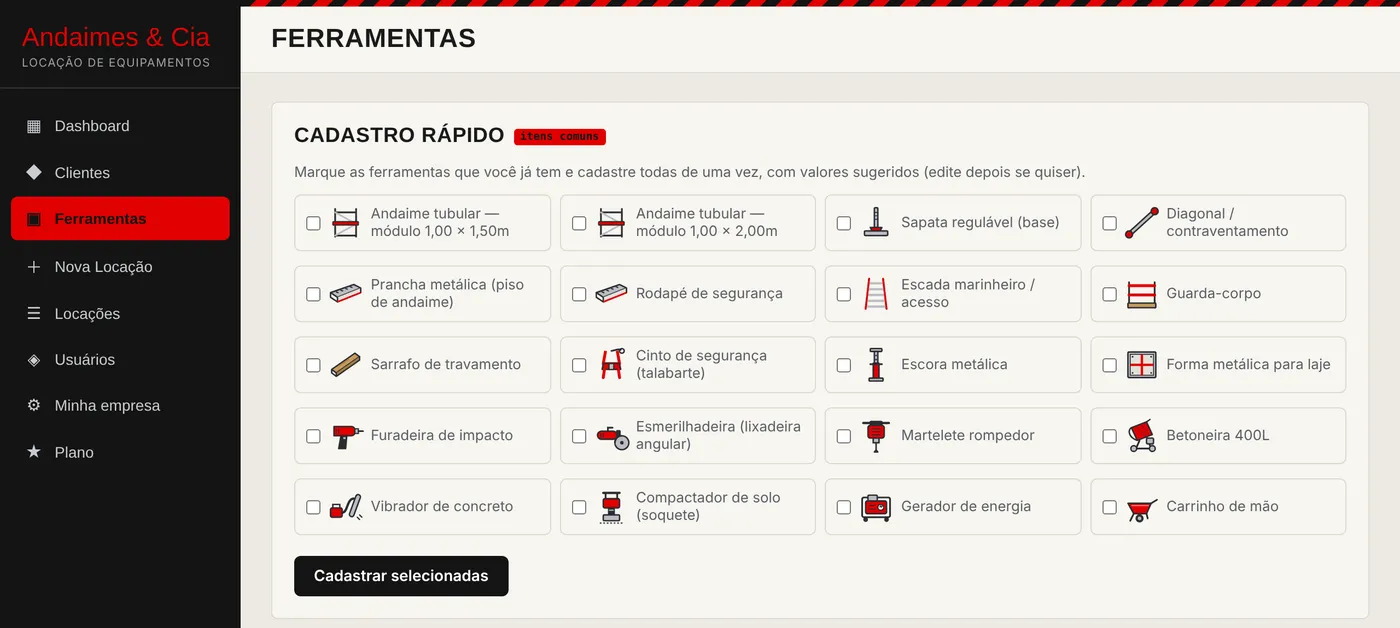 Andaimes & Cia
LOCAÇÃO DE EQUIPAMENTOS
Dashboard
Clientes
Ferramentas
Nova Locação
Locações
Usuários
Minha empresa
Plano
FERRAMENTAS
CADASTRO RÁPIDO itens comuns
Marque as ferramentas que você já tem e cadastre todas de uma vez, com valores sugeridos (edite depois se quiser).
Andaime tubular —
módulo 1,00 × 1,50m
Andaime tubular —
módulo 1,00 × 2,00m
Sapata regulável (base)
Diagonal /
contraventamento
Prancha metálica (piso
de andaime)
Rodapé de segurança
Escada marinheiro /
acesso
Guarda-corpo
Sarrafo de travamento
Cinto de segurança
(talabarte)
Escora metálica
Forma metálica para laje
Furadeira de impacto
Esmerilhadeira (lixadeira
angular)
Martelete rompedor
Betoneira 400L
Vibrador de concreto
Compactador de solo
(soquete)
Gerador de energia
Carrinho de mão
Cadastrar selecionadas